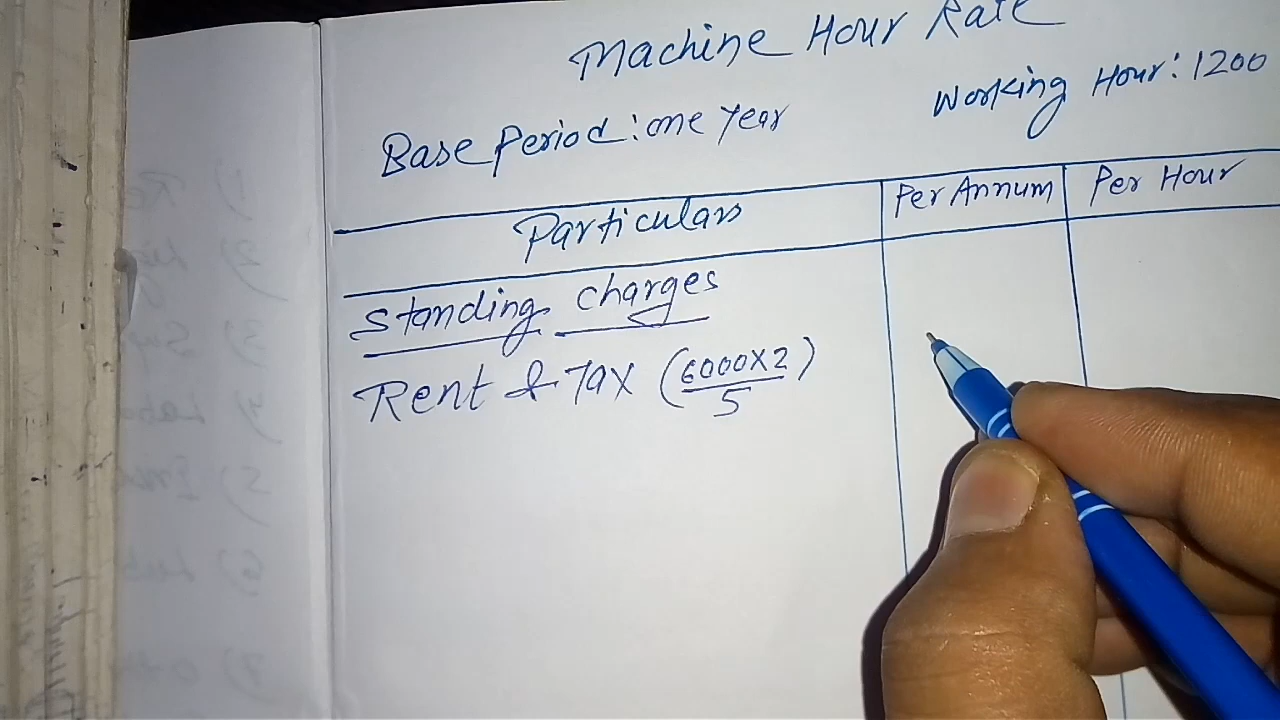 Machine Hour Rate
Base Period: one Year
Working Hour: 1200
Particulars Per Annum Per Hour
Standing charges
Rent & Tax (6000X2/5)